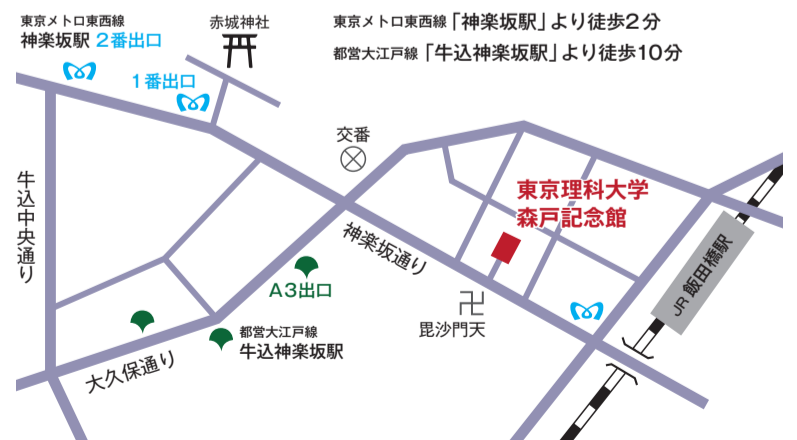 東京メトロ東西線
神楽坂駅 2番出口
1番出口
赤城神社
東京メトロ東西線「神楽坂駅」より徒歩2分
都営大江戸線「牛込神楽坂駅」より徒歩10分
交番
東京理科大学
森戸記念館
牛込中央通り
神楽坂通り
JR 飯田橋駅
A3出口
毘沙門天
都営大江戸線
牛込神楽坂駅
大久保通り